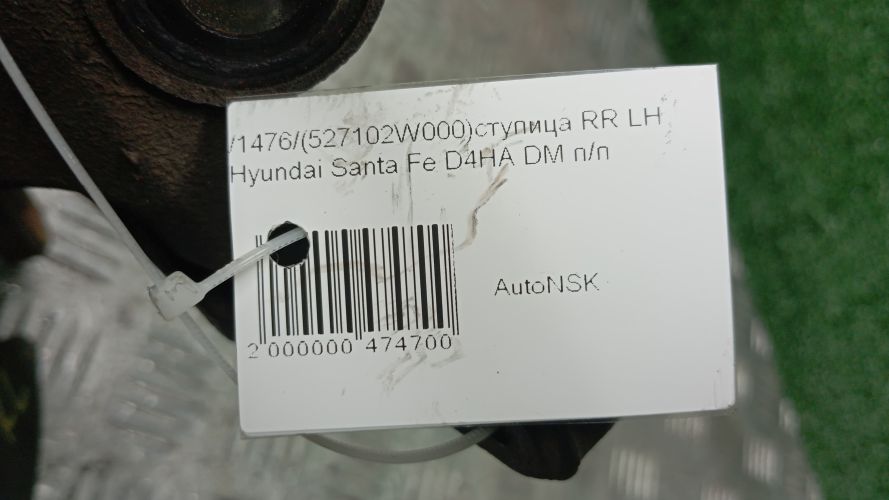 /1476/(527102W000)ступица RR LH
Hyundai Santa Fe D4HA DM п/п
AutoNSK
2 000000 474700